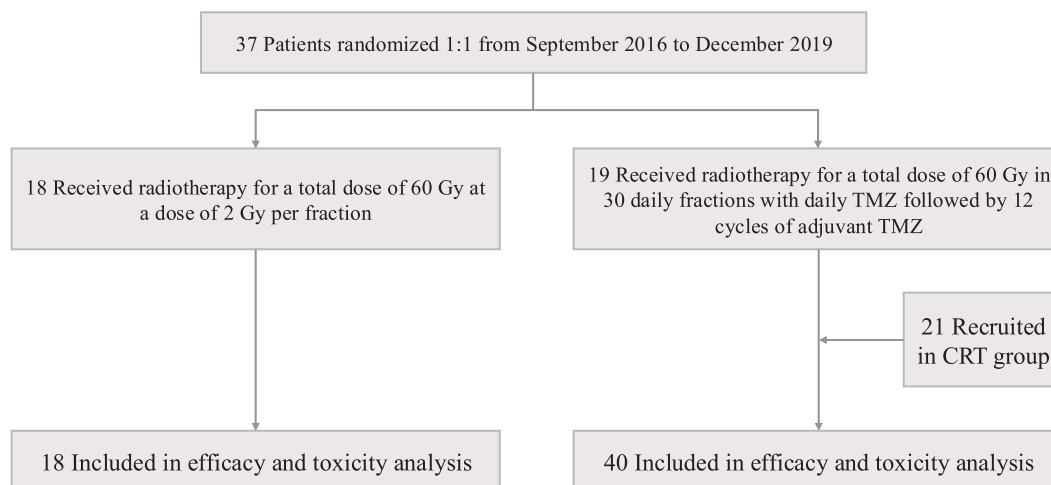 37 Patients randomized 1:1 from September 2016 to December 2019
18 Received radiotherapy for a total dose of 60 Gy at
a dose of 2 Gy per fraction
19 Received radiotherapy for a total dose of 60 Gy in
30 daily fractions with daily TMZ followed by 12
cycles of adjuvant TMZ
21 Recruited
in CRT group
18 Included in efficacy and toxicity analysis
40 Included in efficacy and toxicity analysis